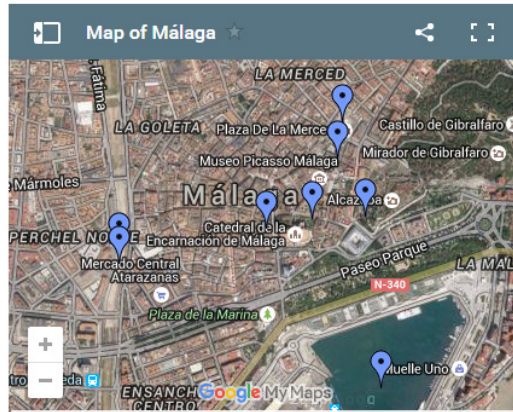 Map of Málaga
LA MERCED
Fátima
LA GOLETA
Plaza De La Merce
Castillo de Gibralfaro
Museo Picasso Málaga
Mirador de Gibralfaro
Mármoles
Málaga
Alcazaba
Catedral de la
Encarnación de Málaga
PERCHEL NO
Mercado Central
Atarazanas
Paseo Parque
LA MAL
N-340
Plaza de la Marina
+
Muelle Uno
−
ENSANCH
CENTRO
Google My Maps